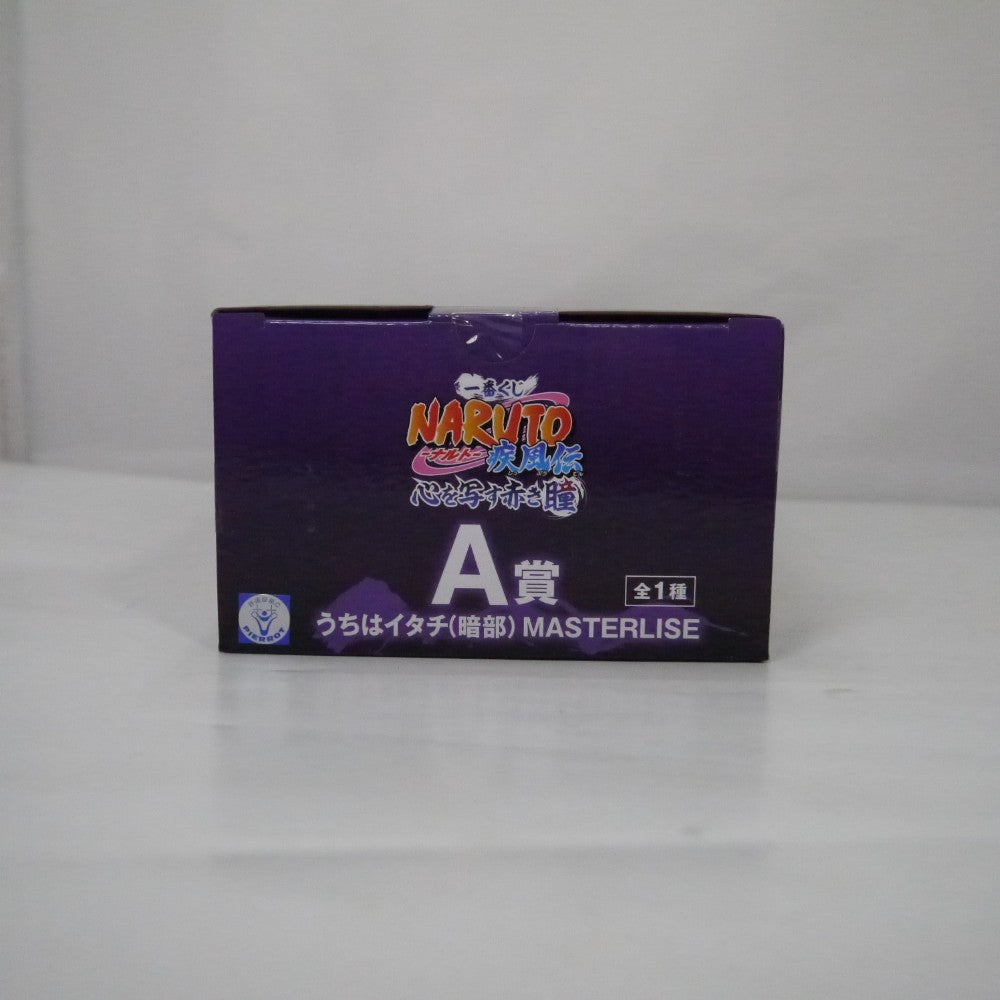 一番くじ
NARUTO
-ナルト-
疾風伝
心を写す赤き瞳
A賞
全1種
うちはイタチ(暗部) MASTERLISE
PIERROT